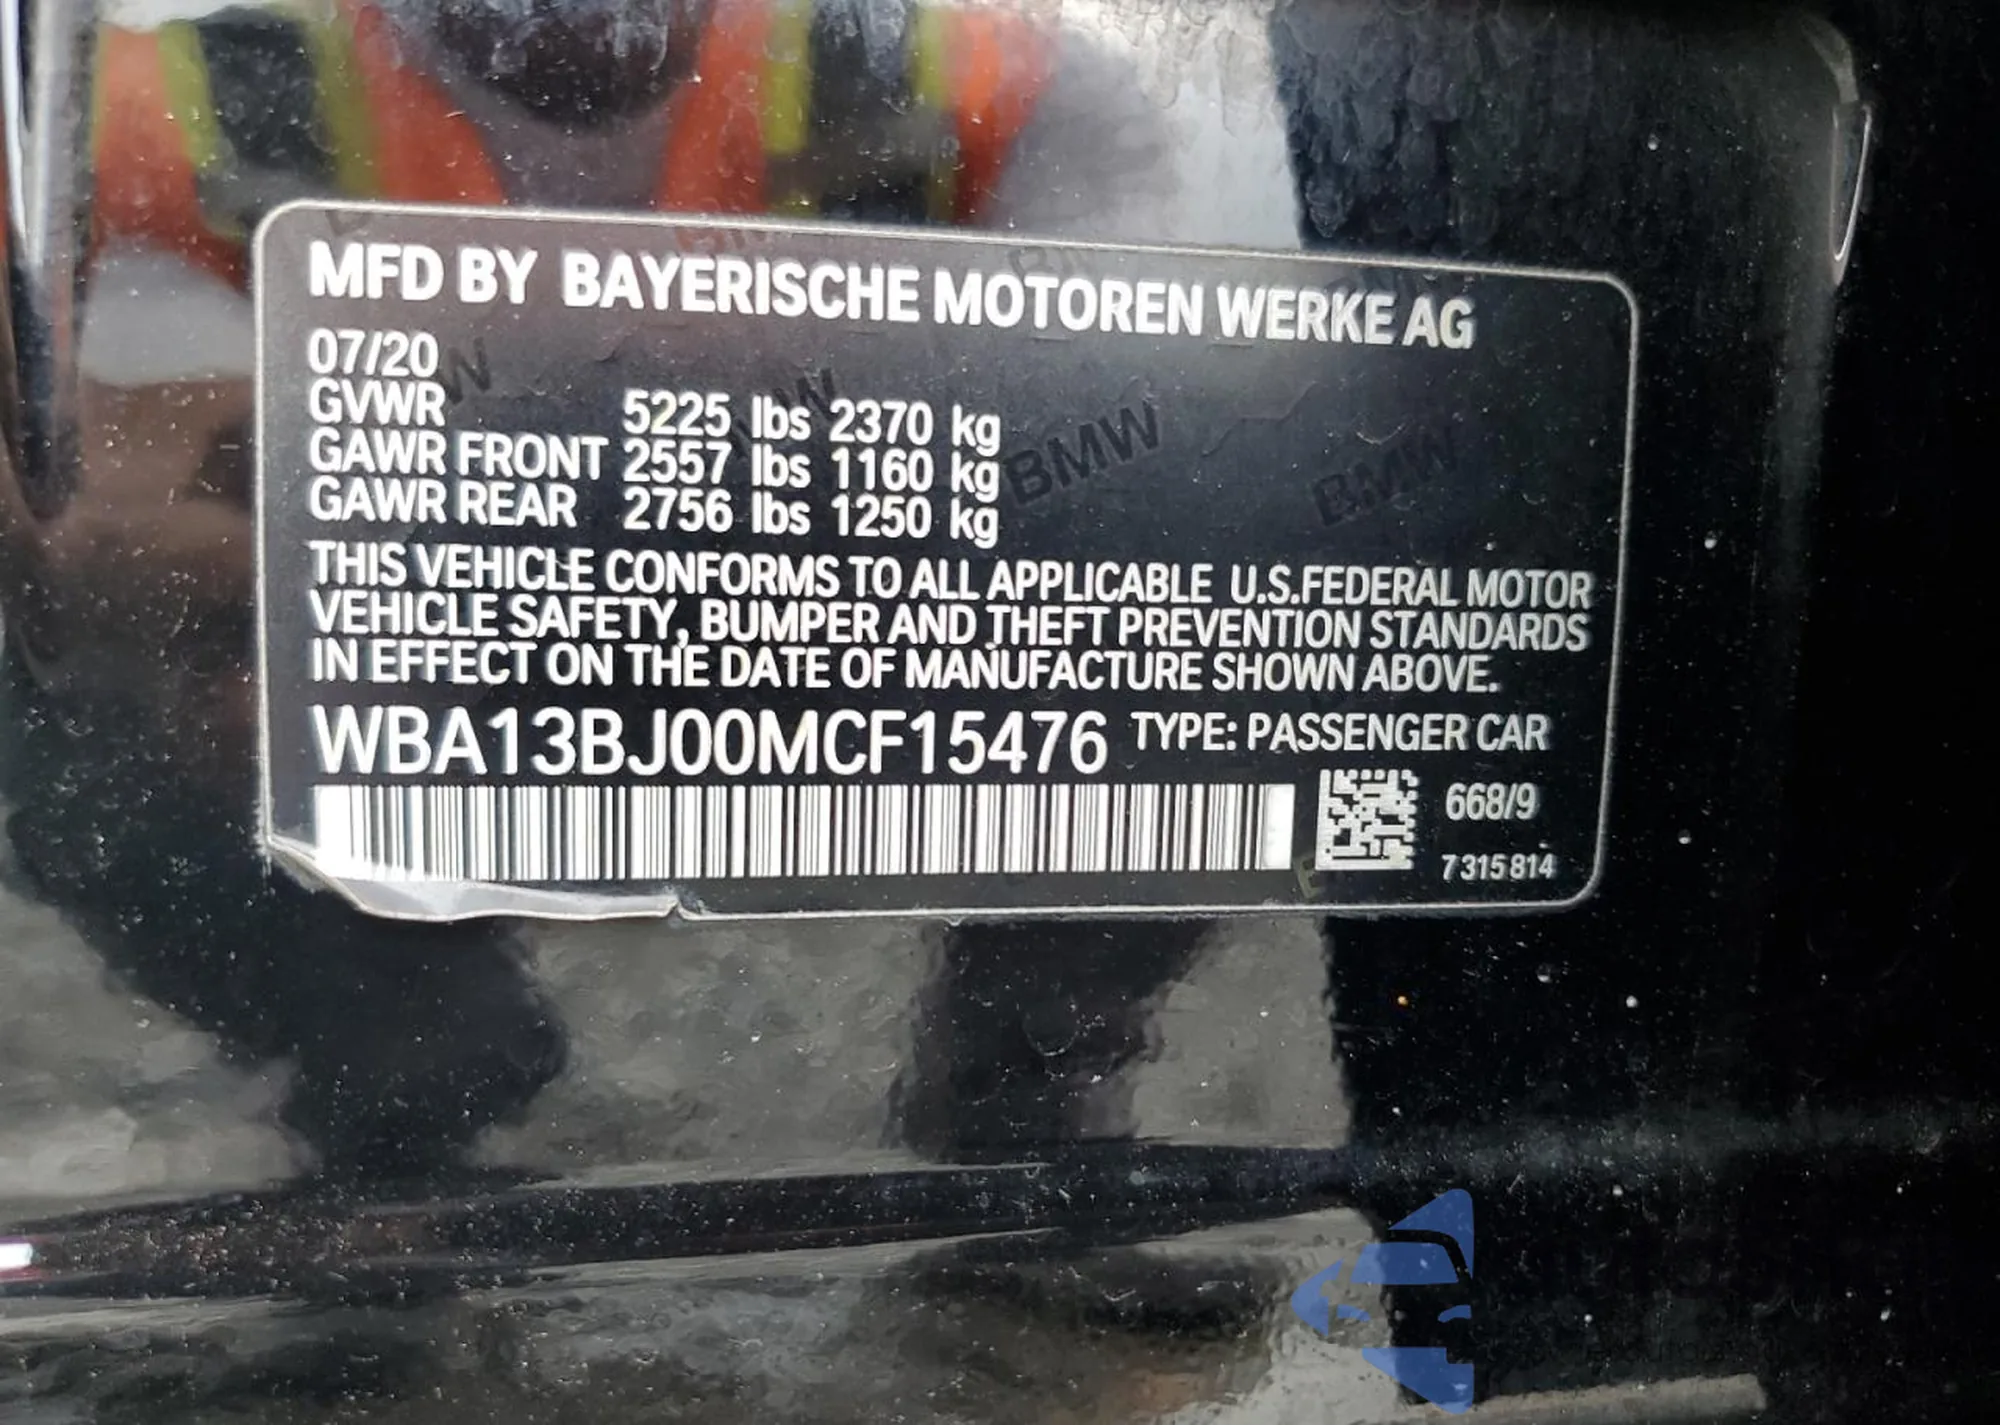 MFD BY BAYERISCHE MOTOREN WERKE AG
07/20
GVWR 5225 lbs 2370 kg
GAWR FRONT 2557 lbs 1160 kg
GAWR REAR 2756 lbs 1250 kg
THIS VEHICLE CONFORMS TO ALL APPLICABLE U.S.FEDERAL MOTOR
VEHICLE SAFETY, BUMPER AND THEFT PREVENTION STANDARDS
IN EFFECT ON THE DATE OF MANUFACTURE SHOWN ABOVE.
WBA13BJ00MCF15476 TYPE: PASSENGER CAR
668/9
7 315 814
BMW
BMW